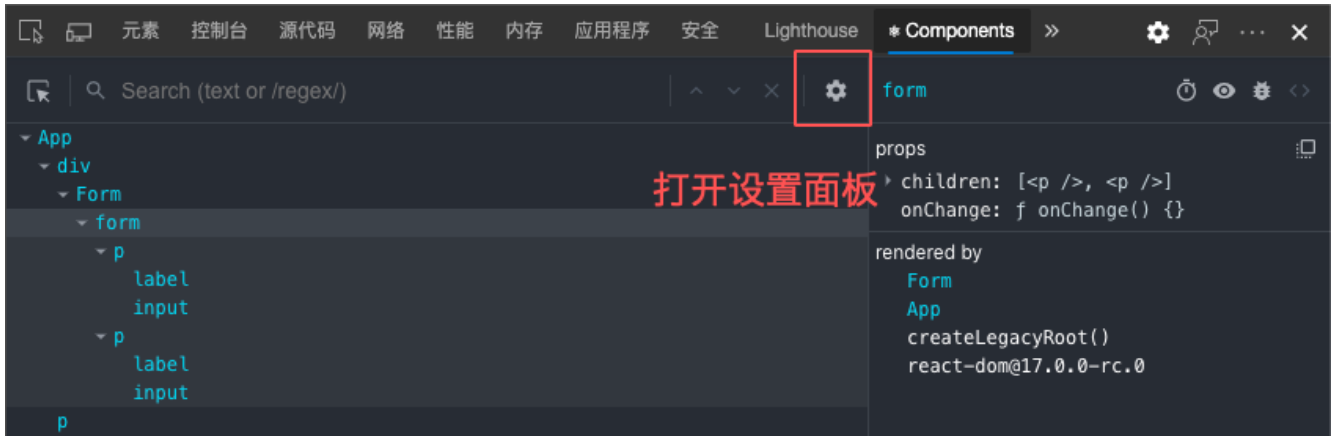 元素 控制台 源代码 网络 性能 内存 应用程序 安全 Lighthouse Components »
Search (text or /regex/)
form
App
div
Form
form
p
label
input
p
label
input
p
打开设置面板
props
children: [<p />, <p />]
onChange: ƒ onChange() {}
rendered by
Form
App
createLegacyRoot()
react-dom@17.0.0-rc.0